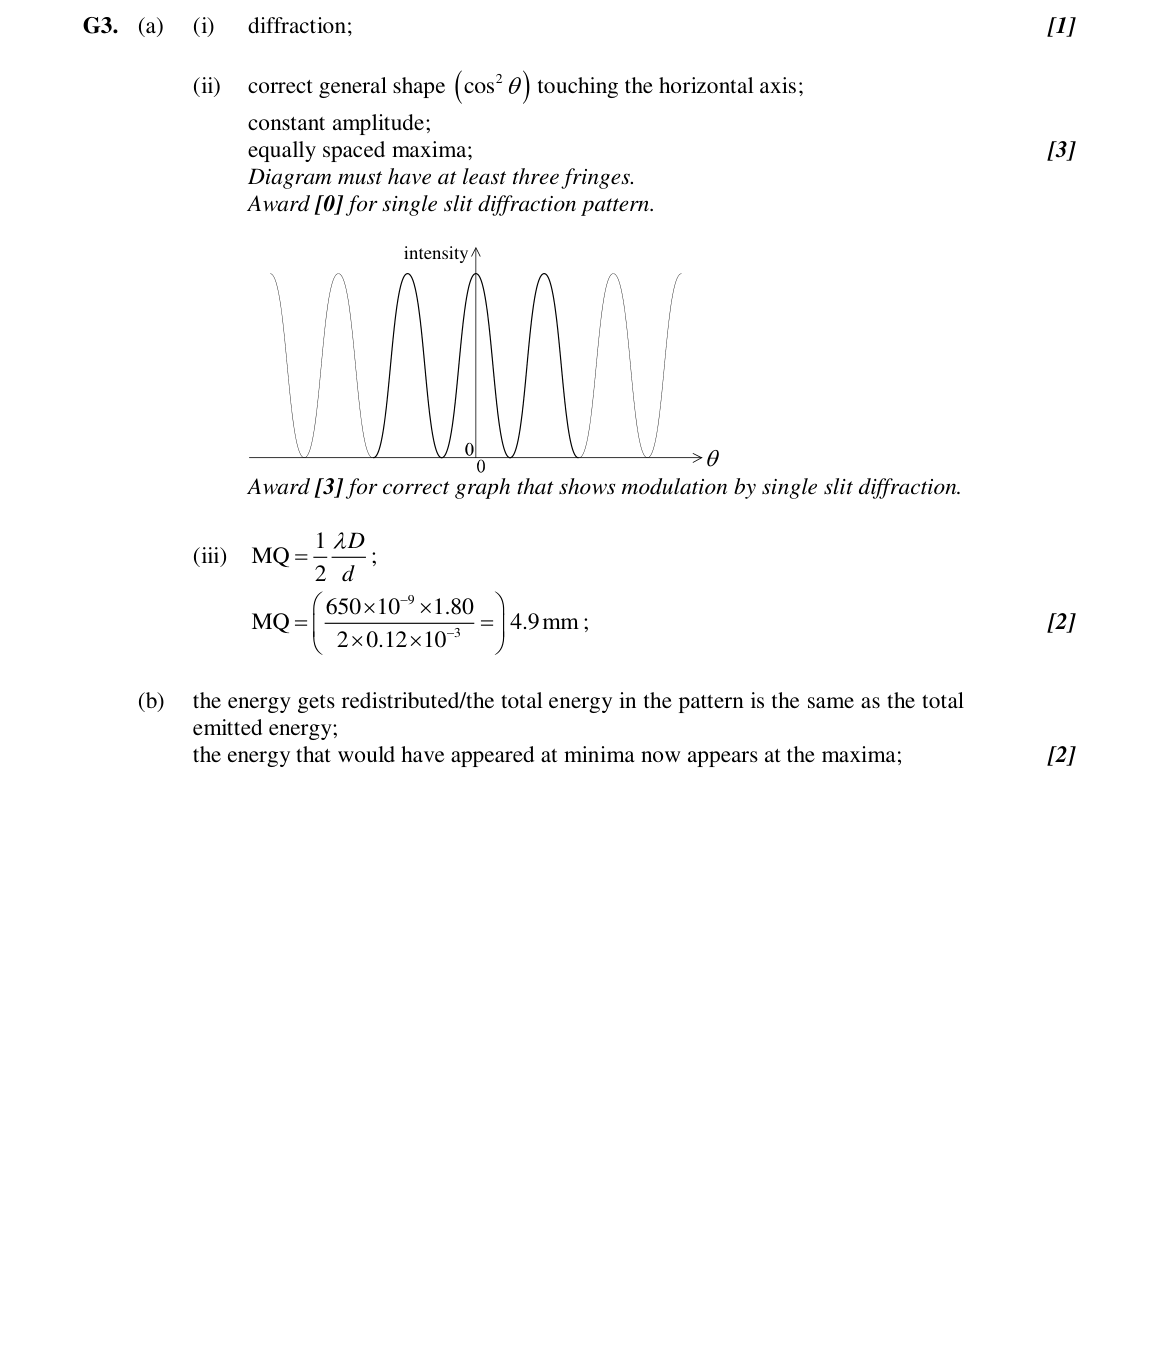 G3. (a) (i) diffraction; [1]
(ii) correct general shape (cos² θ) touching the horizontal axis;
constant amplitude;
equally spaced maxima; [3]
Diagram must have at least three fringes.
Award [0] for single slit diffraction pattern.
intensity
0
0
θ
Award [3] for correct graph that shows modulation by single slit diffraction.
(iii) MQ = \frac{1}{2} \frac{λD}{d} ;
MQ = ( \frac{650×10⁻⁹ ×1.80}{2×0.12×10⁻³} = ) 4.9 mm ; [2]
(b) the energy gets redistributed/the total energy in the pattern is the same as the total
emitted energy;
the energy that would have appeared at minima now appears at the maxima; [2]